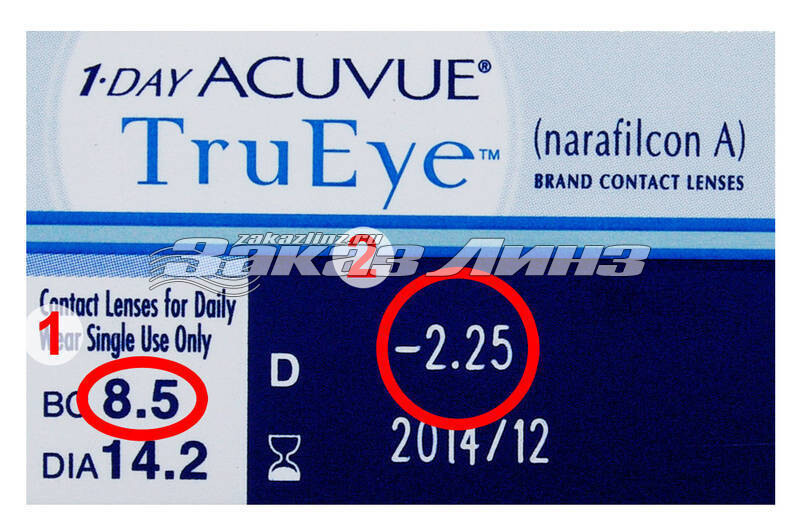 1·DAY ACUVUE®
TruEye™
(narafilcon A)
BRAND CONTACT LENSES
zakazlinz.ru
Заказ Линз
2
Contact Lenses for Daily
Wear Single Use Only
1
BC 8.5
DIA 14.2
D
-2.25
2014/12